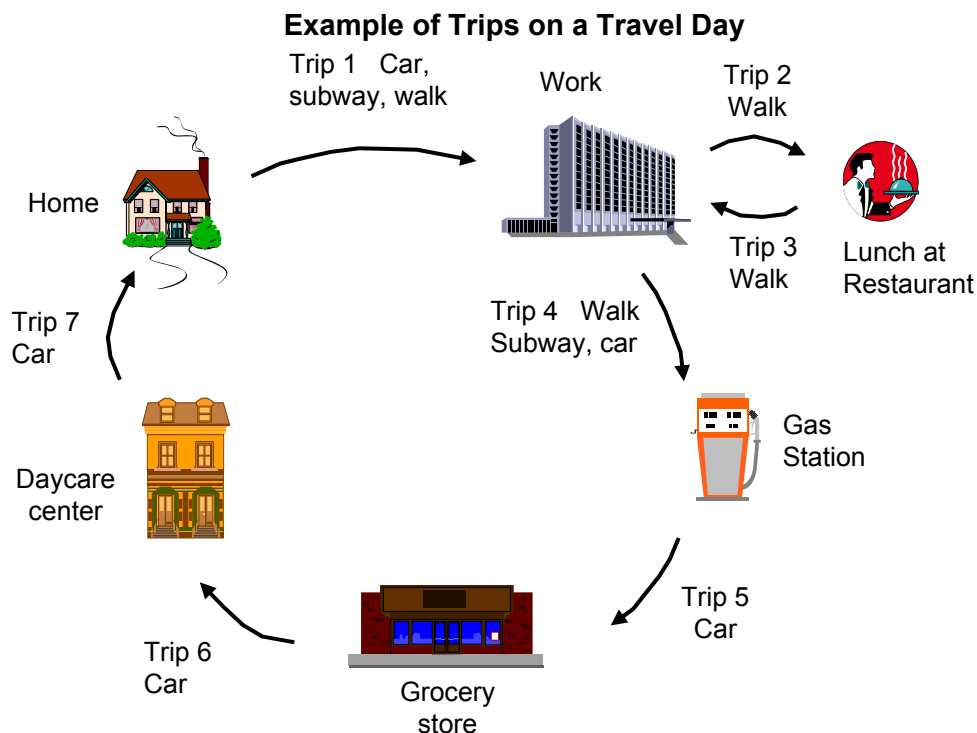 Example of Trips on a Travel Day
Trip 1 Car,
subway, walk
Work
Trip 2
Walk
Home
Trip 3
Walk
Lunch at
Restaurant
Trip 4 Walk
Subway, car
Trip 7
Car
Gas
Station
Daycare
center
Trip 5
Car
Trip 6
Car
Grocery
store